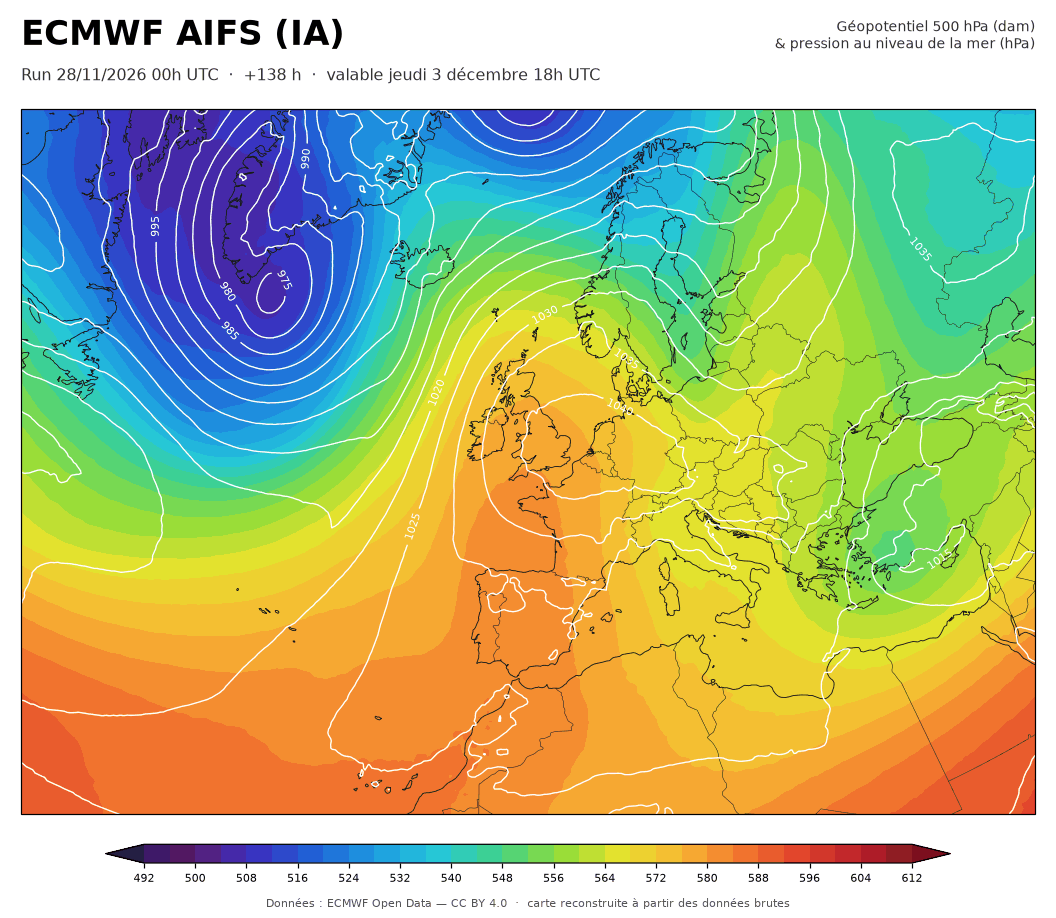 ECMWF AIFS (IA)
Géopotentiel 500 hPa (dam)
& pression au niveau de la mer (hPa)
Run 28/11/2026 00h UTC · +138 h · valable jeudi 3 décembre 18h UTC
990
995
1035
975
980
985
1030
1025
1020
1025
1015
492 500 508 516 524 532 540 548 556 564 572 580 588 596 604 612
Données : ECMWF Open Data — CC BY 4.0 · carte reconstruite à partir des données brutes